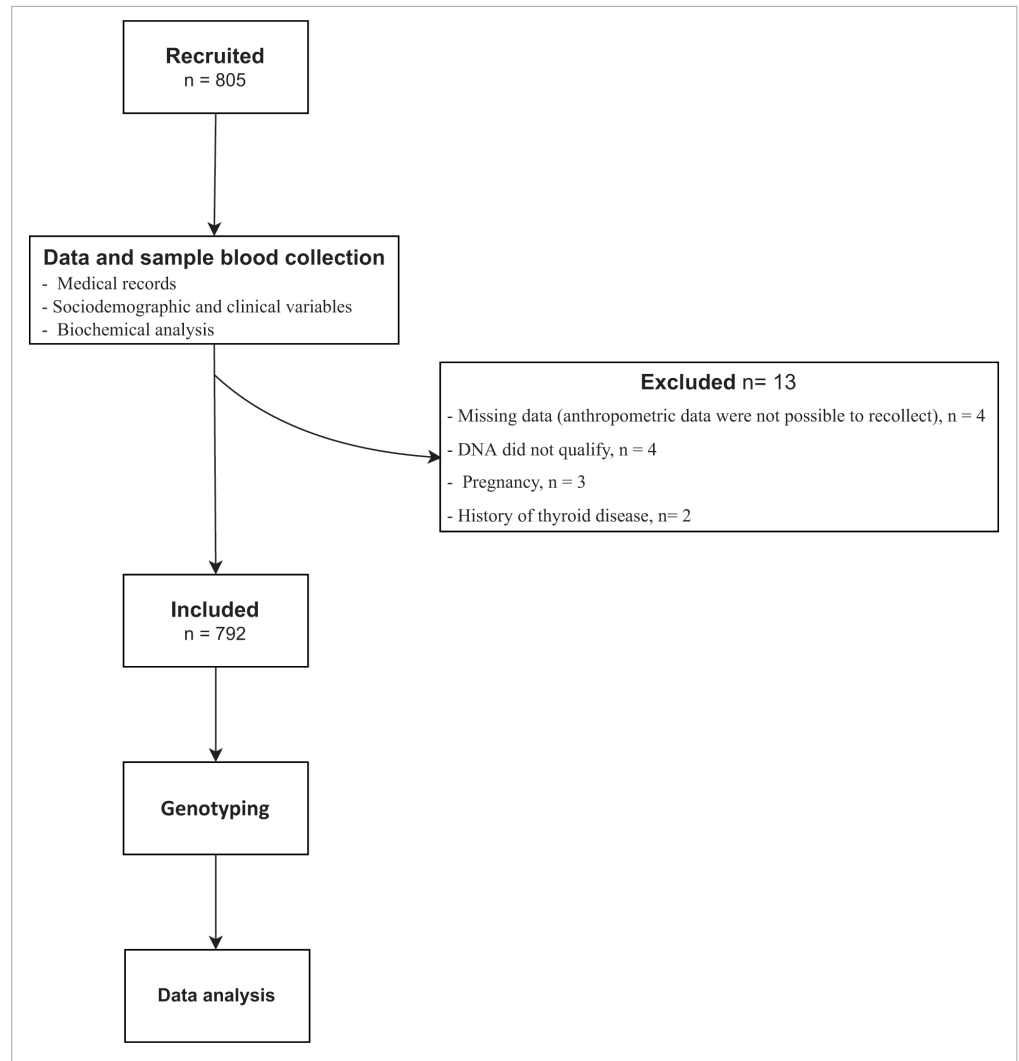 Recruited
n = 805
Data and sample blood collection
- Medical records
- Sociodemographic and clinical variables
- Biochemical analysis
Excluded n= 13
- Missing data (anthropometric data were not possible to recollect), n = 4
- DNA did not qualify, n = 4
- Pregnancy, n = 3
- History of thyroid disease, n= 2
Included
n = 792
Genotyping
Data analysis